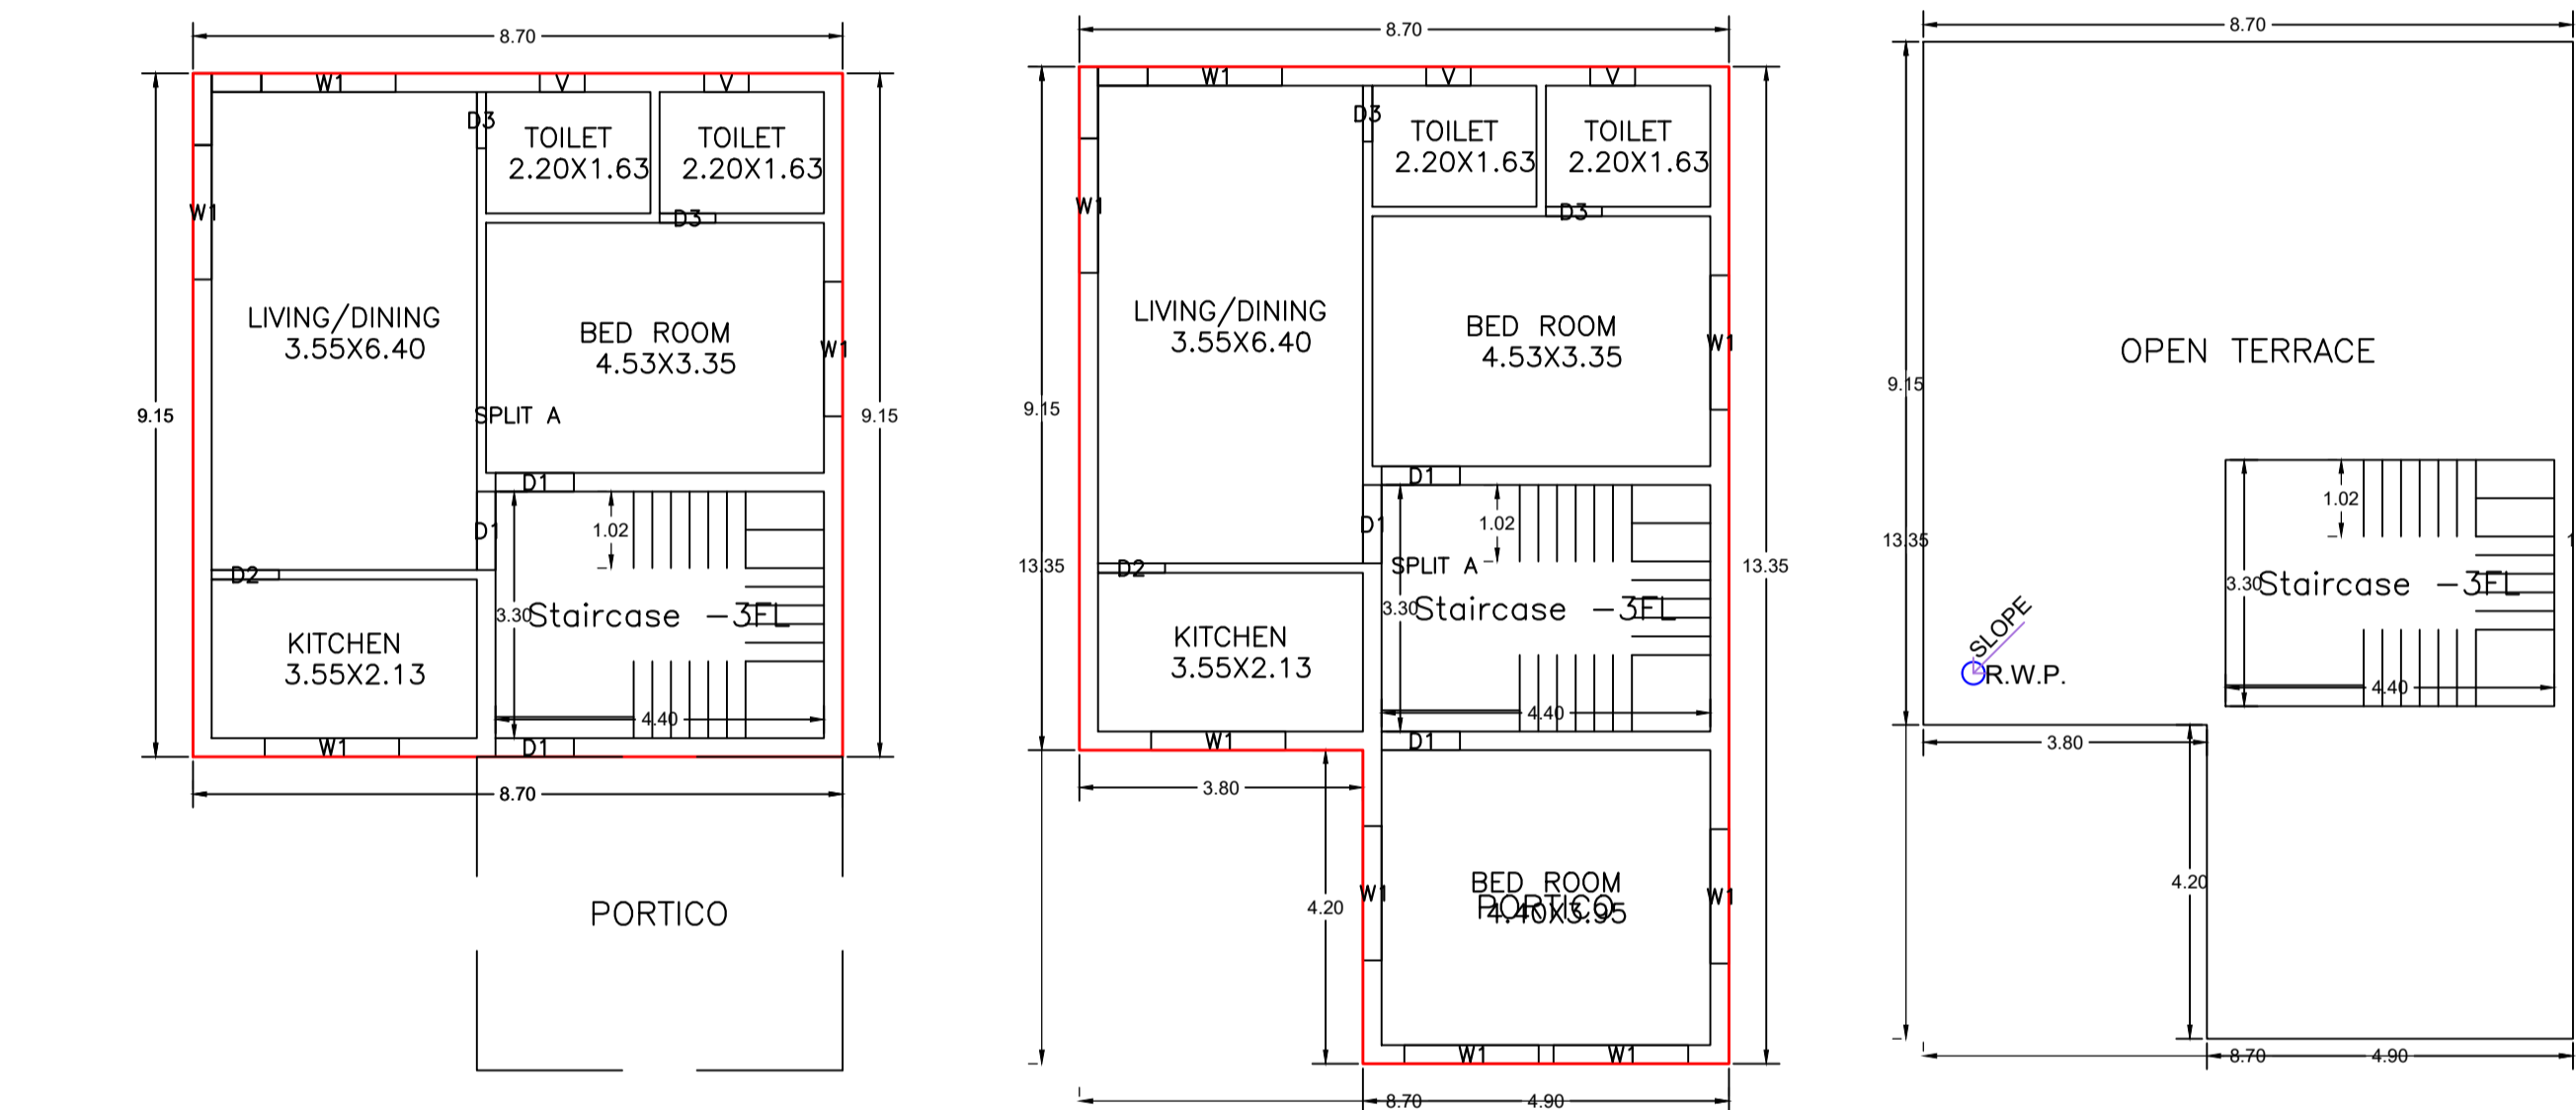 8.70
W1
V
V
D3
TOILET
2.20X1.63
TOILET
2.20X1.63
W1
D3
LIVING/DINING
3.55X6.40
BED ROOM
4.53X3.35
W1
9.15
SPLIT A
9.15
D1
D1
1.02
D2
3.30
Staircase -3FL
KITCHEN
3.55X2.13
4.40
W1
D1
8.70
PORTICO
8.70
W1
V
V
D3
TOILET
2.20X1.63
TOILET
2.20X1.63
W1
D3
LIVING/DINING
3.55X6.40
BED ROOM
4.53X3.35
W1
9.15
D1
D1
1.02
13.35
SPLIT A
13.35
D2
3.30
Staircase -3FL
KITCHEN
3.55X2.13
4.40
W1
D1
3.80
BED ROOM
PORTICO
4.40X3.95
W1
W1
4.20
W1
W1
8.70
4.90
8.70
OPEN TERRACE
9.15
1.02
13.35
1
3.30
Staircase -3FL
SLOPE
R.W.P.
4.40
3.80
4.20
8.70
4.90